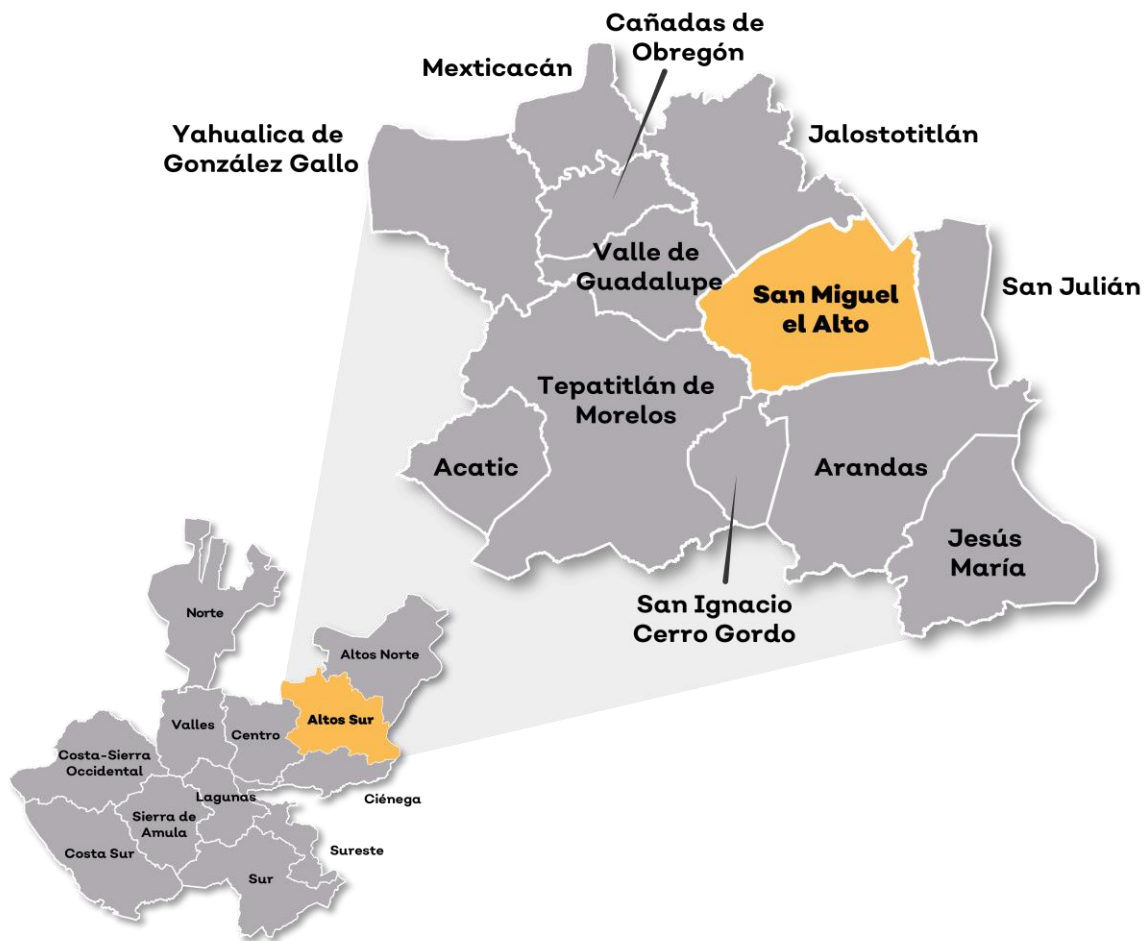 Cañadas de
Obregón
Mexticacán
Yahualica de
González Gallo
Jalostotitlán
Valle de
Guadalupe
San Miguel
el Alto
San Julián
Tepatitlán de
Morelos
Acatic
Arandas
Jesús
María
San Ignacio
Cerro Gordo
Norte
Altos Norte
Altos Sur
Valles
Centro
Costa-Sierra
Occidental
Lagunas
Ciénega
Sierra de
Amula
Costa Sur
Sureste
Sur